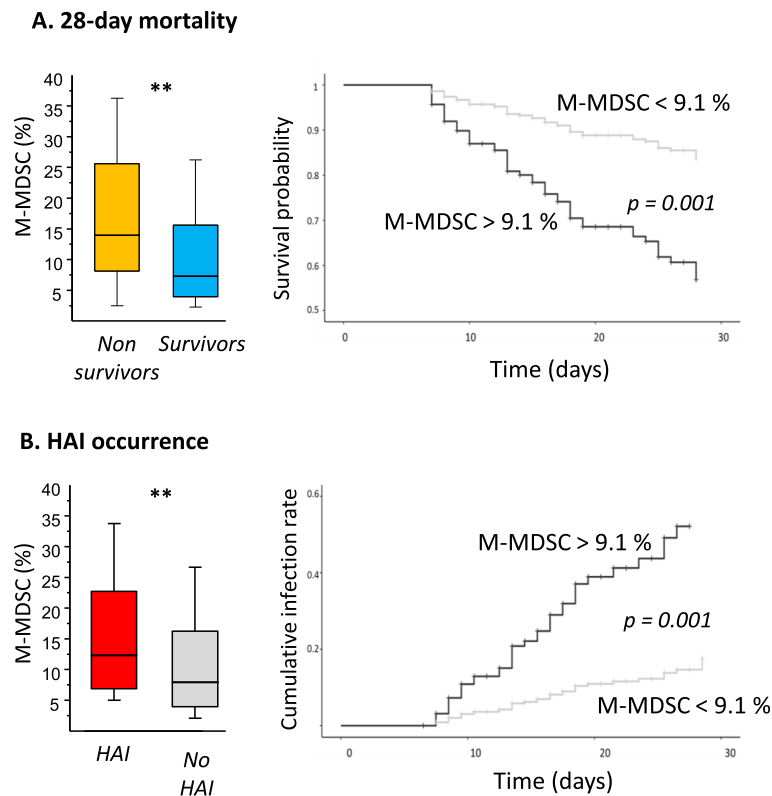 A. 28-day mortality
M-MDSC (%)
40
35
30
25
20
15
10
5
**
Non
survivors
Survivors
Survival probability
1
0.9
0.8
0.7
0.6
0.5
M-MDSC < 9.1 %
p = 0.001
M-MDSC > 9.1 %
0
10
20
30
Time (days)
B. HAI occurrence
M-MDSC (%)
40
35
30
25
20
15
10
5
**
HAI
No
HAI
Cumulative infection rate
0.6
0.4
0.2
M-MDSC > 9.1 %
p = 0.001
M-MDSC < 9.1 %
0
10
20
30
Time (days)